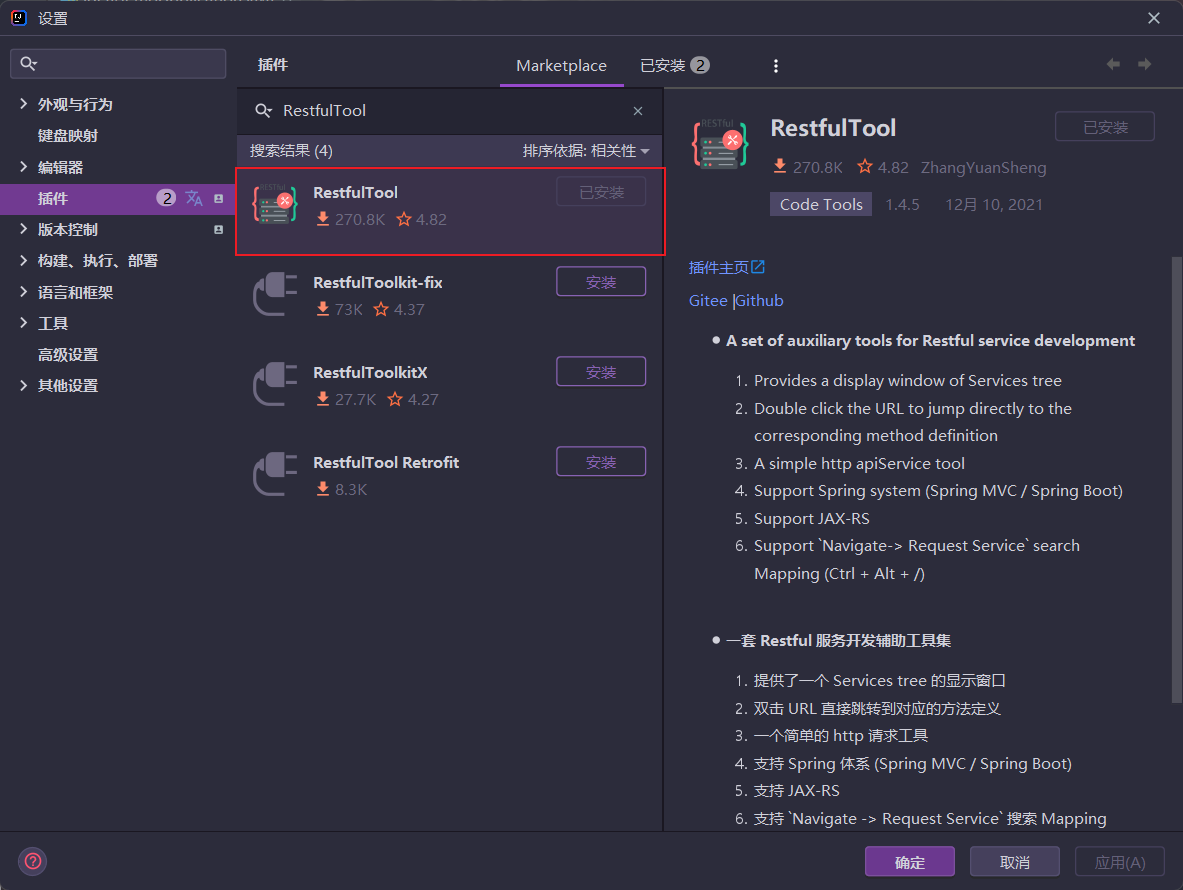 设置
插件
Marketplace
已安装 2
外观与行为
键盘映射
编辑器
插件 2
版本控制
构建、执行、部署
语言和框架
工具
高级设置
其他设置
RestfulTool
搜索结果 (4)
排序依据: 相关性
RestfulTool
已安装
270.8K 4.82
RestfulToolkit-fix
安装
73K 4.37
RestfulToolkitX
安装
27.7K 4.27
RestfulTool Retrofit
安装
8.3K
RestfulTool
已安装
270.8K 4.82 ZhangYuanSheng
Code Tools 1.4.5 12月 10, 2021
插件主页
Gitee |Github
● A set of auxiliary tools for Restful service development
1. Provides a display window of Services tree
2. Double click the URL to jump directly to the
corresponding method definition
3. A simple http apiService tool
4. Support Spring system (Spring MVC / Spring Boot)
5. Support JAX-RS
6. Support `Navigate-> Request Service` search
Mapping (Ctrl + Alt + /)
● 一套 Restful 服务开发辅助工具集
1. 提供了一个 Services tree 的显示窗口
2. 双击 URL 直接跳转到对应的方法定义
3. 一个简单的 http 请求工具
4. 支持 Spring 体系 (Spring MVC / Spring Boot)
5. 支持 JAX-RS
6. 支持 `Navigate -> Request Service` 搜索 Mapping
?
确定
取消
应用(A)